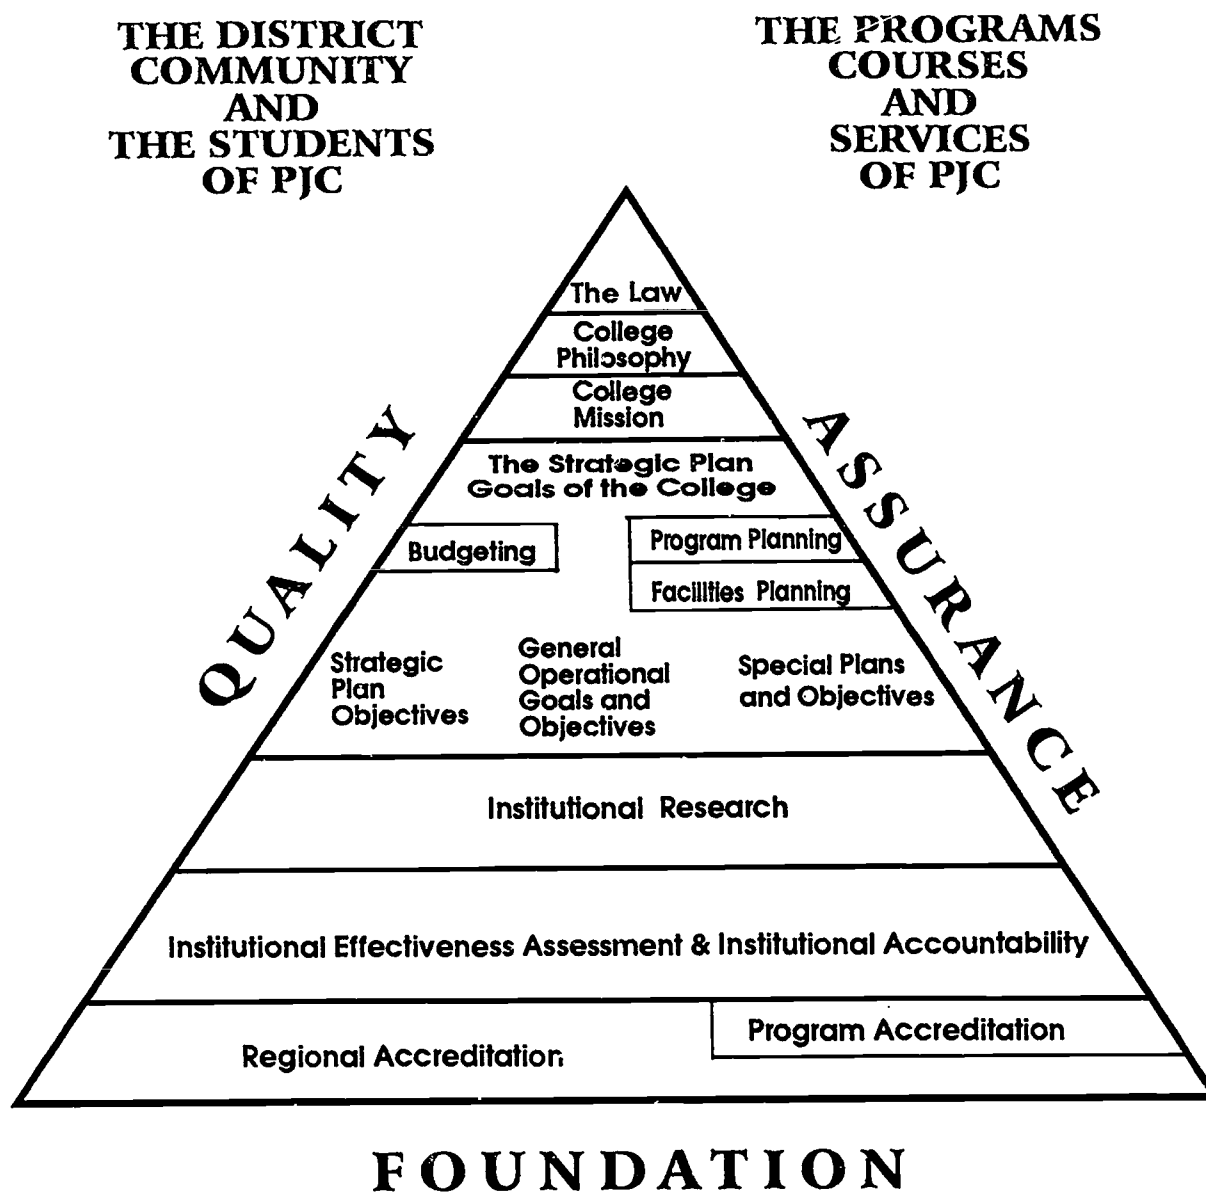 THE DISTRICT
COMMUNITY
AND
THE STUDENTS
OF PJC
THE PROGRAMS
COURSES
AND
SERVICES
OF PJC
The Law
College
Philosophy
College
Mission
The Strategic Plan
Goals of the College
Budgeting
Program Planning
Facilities Planning
Strategic
Plan
Objectives
General
Operational
Goals and
Objectives
Special Plans
and Objectives
Institutional Research
Institutional Effectiveness Assessment & Institutional Accountability
Regional Accreditation
Program Accreditation
QUALITY
ASSURANCE
FOUNDATION